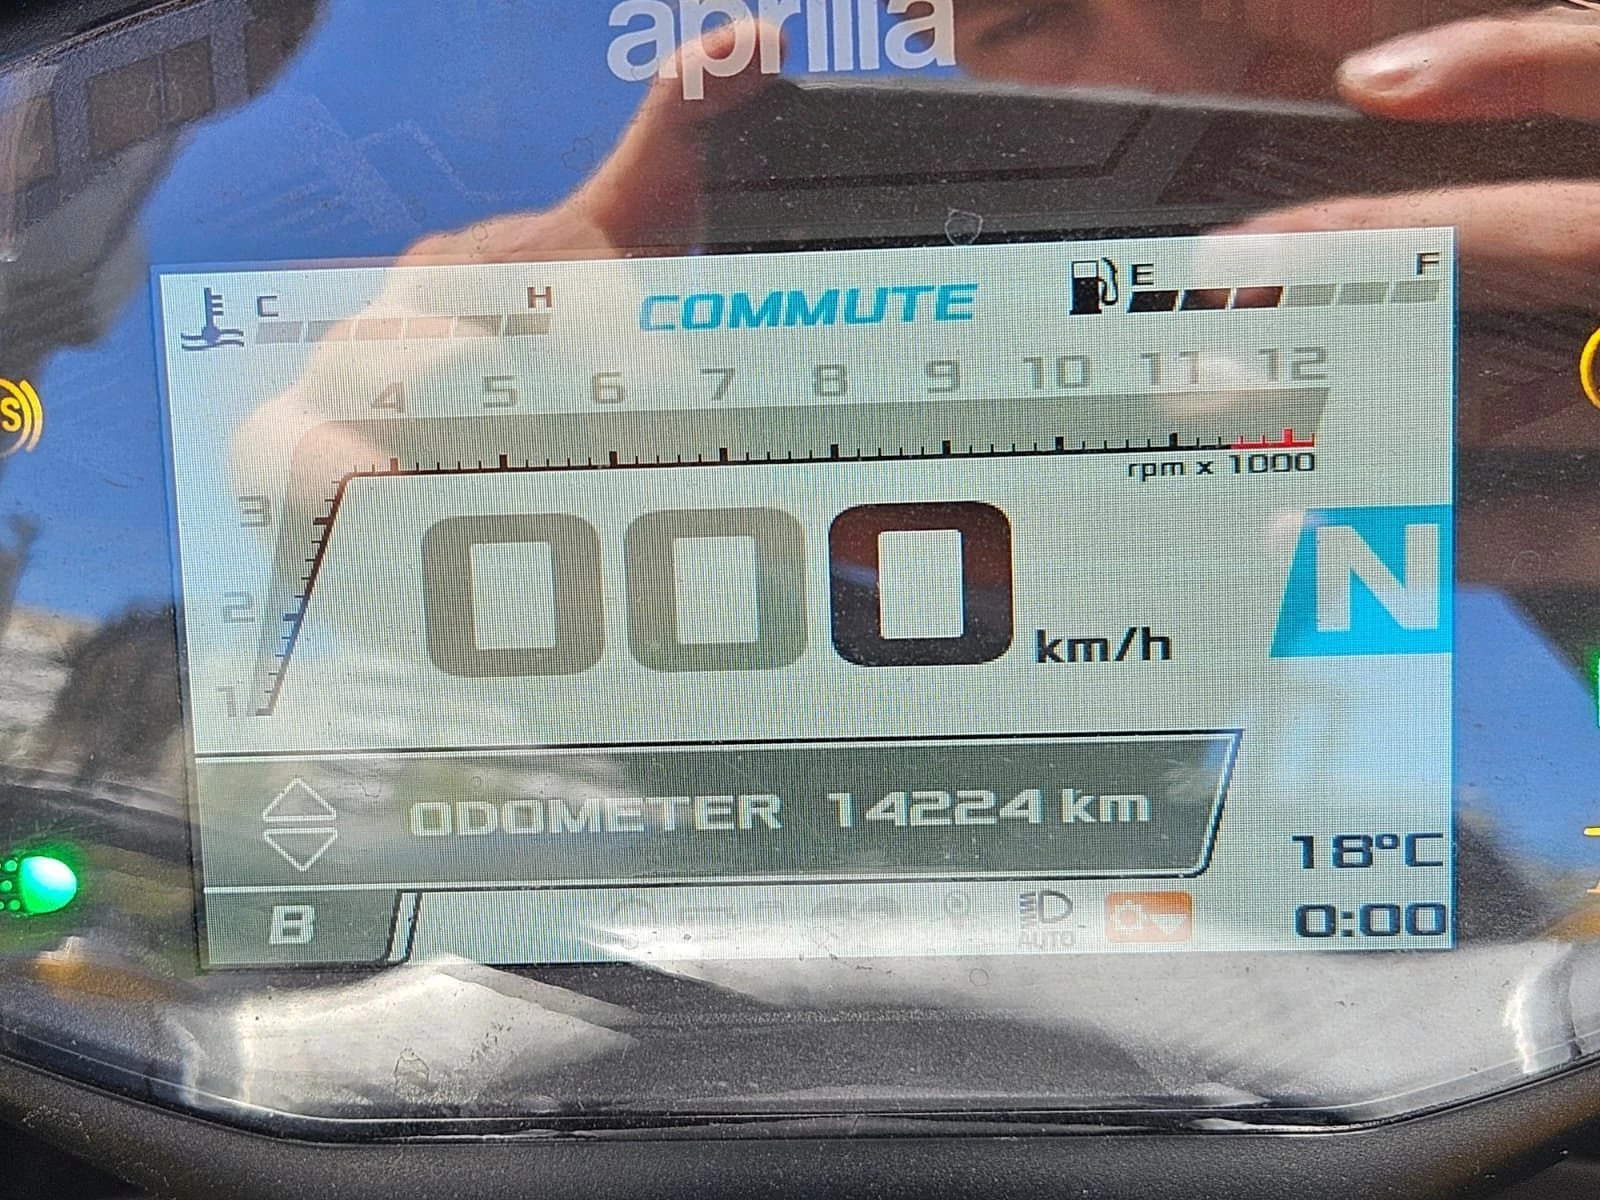 aprilia
C H COMMUTE E F
4 5 6 7 8 9 10 11 12
rpm x 1000
3
2
1
000 km/h
N
ODOMETER 14224 km
18°C
B
AUTO
0:00